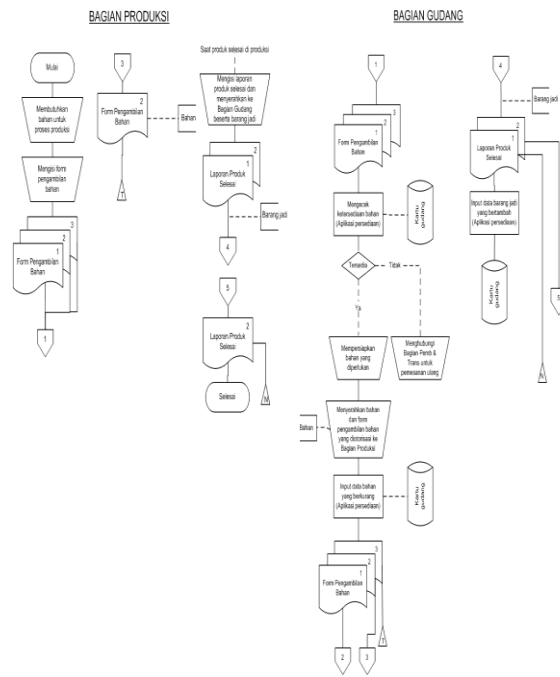 BAGIAN PRODUKSI
Mulai
Membutuhkan
bahan untuk
proses produksi
Mengisi form
pengambilan
bahan
3
2
1
Form Pengambilan
Bahan
1
3
2
Form Pengambilan
Bahan
Bahan
T
Saat produk selesai di produksi
Mengisi laporan
produk selesai dan
menyerahkan ke
Bagian Gudang
beserta barang jadi
2
1
Laporan Produk
Selesai
Barang jadi
4
5
2
Laporan Produk
Selesai
N
Selesai
BAGIAN GUDANG
1
3
2
1
Form Pengambilan
Bahan
Mengecek
ketersediaan bahan
(Aplikasi persediaan)
Kartu
gudang
Tersedia
Tidak
Ya
Mempersiapkan
bahan yang
diperlukan
Menghubungi
Bagian Pemb &
Trans untuk
pemesanan ulang
Bahan
Menyerahkan bahan
dan form
pengambilan bahan
yang diotorisasi ke
Bagian Produksi
Input data bahan
yang berkurang
(Aplikasi persediaan)
Kartu
gudang
3
2
1
Form Pengambilan
Bahan
T
2
3
4
Barang jadi
2
1
Laporan Produk
Selesai
Input data barang jadi
yang bertambah
(Aplikasi persediaan)
Kartu
gudang
5
N